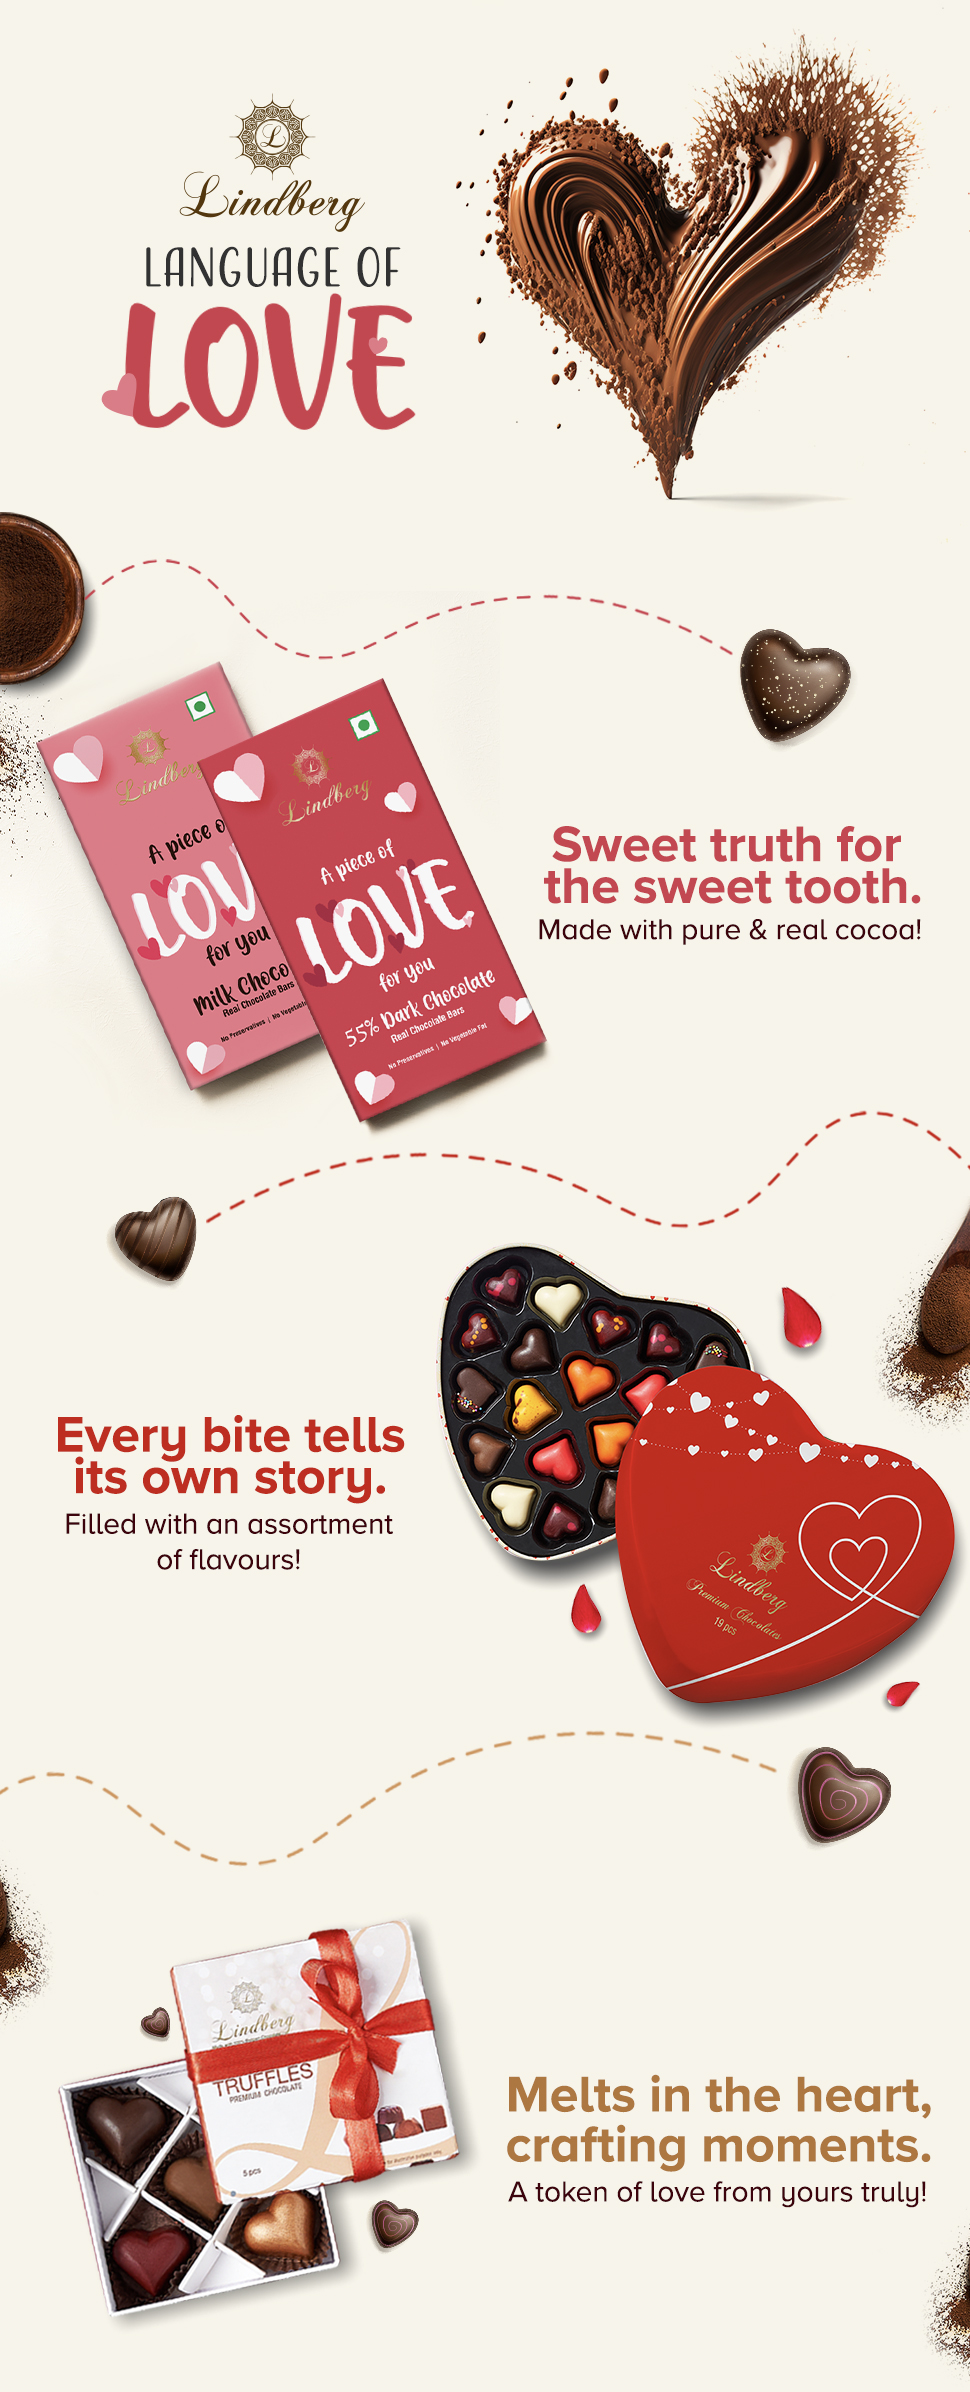 L
Lindberg
LANGUAGE OF
LOVE
Lindberg
A piece o
LOV
for you
Milk Choco
Real Chocolate Bars
No Preservatives | No Vegetable
L
Lindberg
A piece of
LOVE
for you
55% Dark Chocolate
Real Chocolate Bars
No Preservatives | No Vegetable Fat
Sweet truth for
the sweet tooth.
Made with pure & real cocoa!
Every bite tells
its own story.
Filled with an assortment
of flavours!
L
Lindberg
Premium Chocolates
19 pcs
Lindberg
TRUFFLES
PREMIUM CHOCOLATE
5 pcs
Melts in the heart,
crafting moments.
A token of love from yours truly!